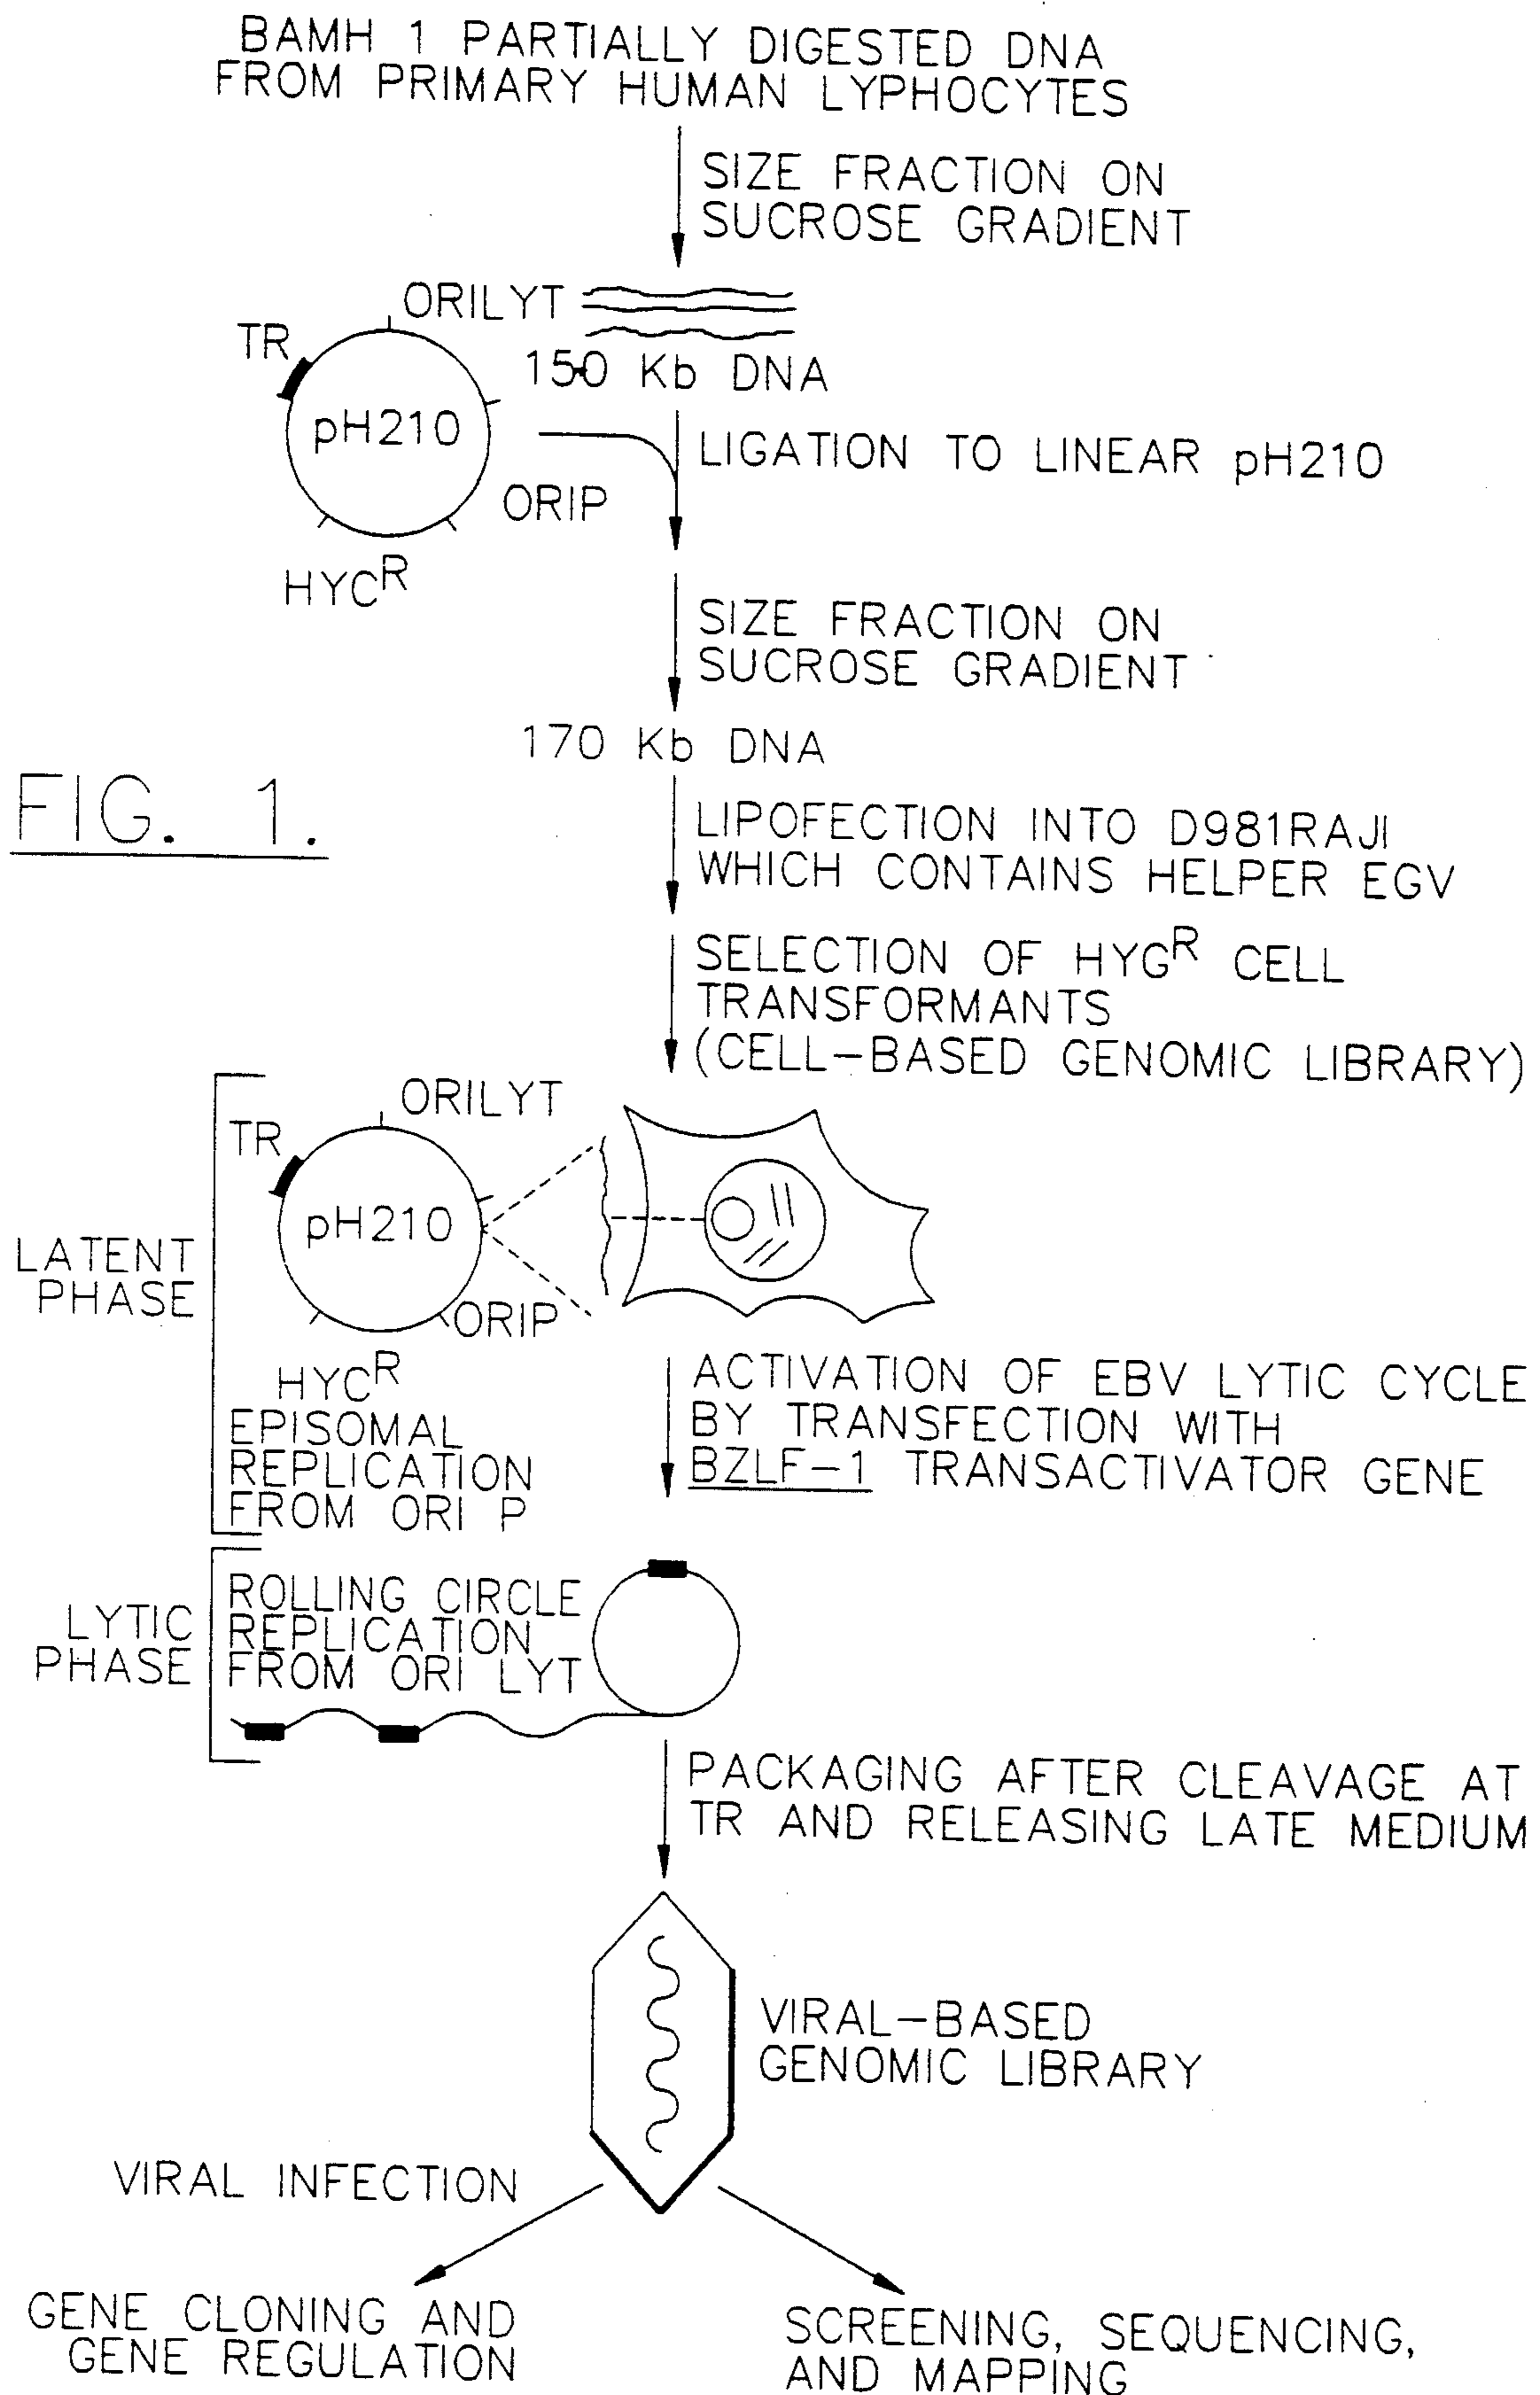 BAMH 1 PARTIALLY DIGESTED DNA
FROM PRIMARY HUMAN LYPHOCYTES
SIZE FRACTION ON
SUCROSE GRADIENT
ORILYT
TR
150 Kb DNA
pH210
LIGATION TO LINEAR pH210
ORIP
HYCR
SIZE FRACTION ON
SUCROSE GRADIENT
170 Kb DNA
FIG. 1.
LIPOFECTION INTO D981RAJI
WHICH CONTAINS HELPER EGV
SELECTION OF HYGR CELL
TRANSFORMANTS
(CELL-BASED GENOMIC LIBRARY)
ORILYT
TR
pH210
LATENT
PHASE
ORIP
HYCR
EPISOMAL
REPLICATION
FROM ORI P
ACTIVATION OF EBV LYTIC CYCLE
BY TRANSFECTION WITH
BZLF-1 TRANSACTIVATOR GENE
LYTIC
PHASE
ROLLING CIRCLE
REPLICATION
FROM ORI LYT
PACKAGING AFTER CLEAVAGE AT
TR AND RELEASING LATE MEDIUM
VIRAL-BASED
GENOMIC LIBRARY
VIRAL INFECTION
GENE CLONING AND
GENE REGULATION
SCREENING, SEQUENCING,
AND MAPPING